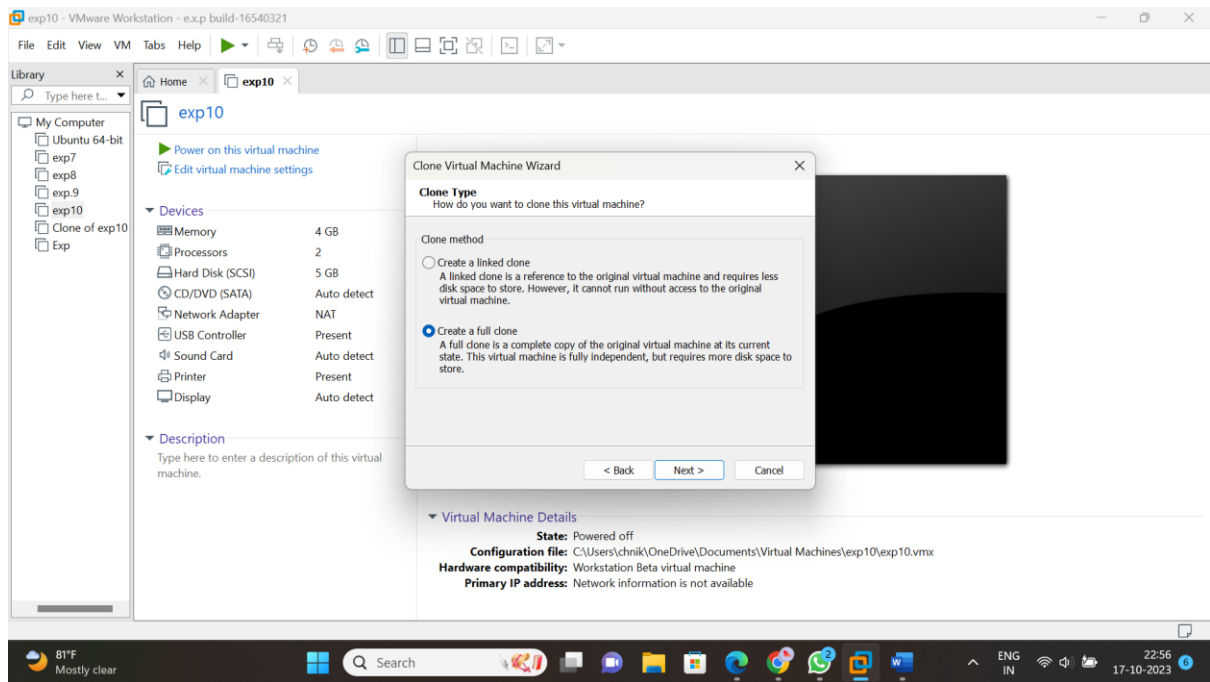 exp10 - VMware Workstation - e.x.p build-16540321
File Edit View VM Tabs Help
Library
Type here t...
My Computer
Ubuntu 64-bit
exp7
exp8
exp.9
exp10
Clone of exp10
Exp
Home
exp10
exp10
Power on this virtual machine
Edit virtual machine settings
Devices
Memory 4 GB
Processors 2
Hard Disk (SCSI) 5 GB
CD/DVD (SATA) Auto detect
Network Adapter NAT
USB Controller Present
Sound Card Auto detect
Printer Present
Display Auto detect
Description
Type here to enter a description of this virtual
machine.
Clone Virtual Machine Wizard
Clone Type
How do you want to clone this virtual machine?
Clone method
Create a linked clone
A linked clone is a reference to the original virtual machine and requires less
disk space to store. However, it cannot run without access to the original
virtual machine.
Create a full clone
A full clone is a complete copy of the original virtual machine at its current
state. This virtual machine is fully independent, but requires more disk space to
store.
< Back Next > Cancel
Virtual Machine Details
State: Powered off
Configuration file: C:\Users\chnik\OneDrive\Documents\Virtual Machines\exp10\exp10.vmx
Hardware compatibility: Workstation Beta virtual machine
Primary IP address: Network information is not available
81°F
Mostly clear
Search
2
ENG
IN
22:56
17-10-2023
6